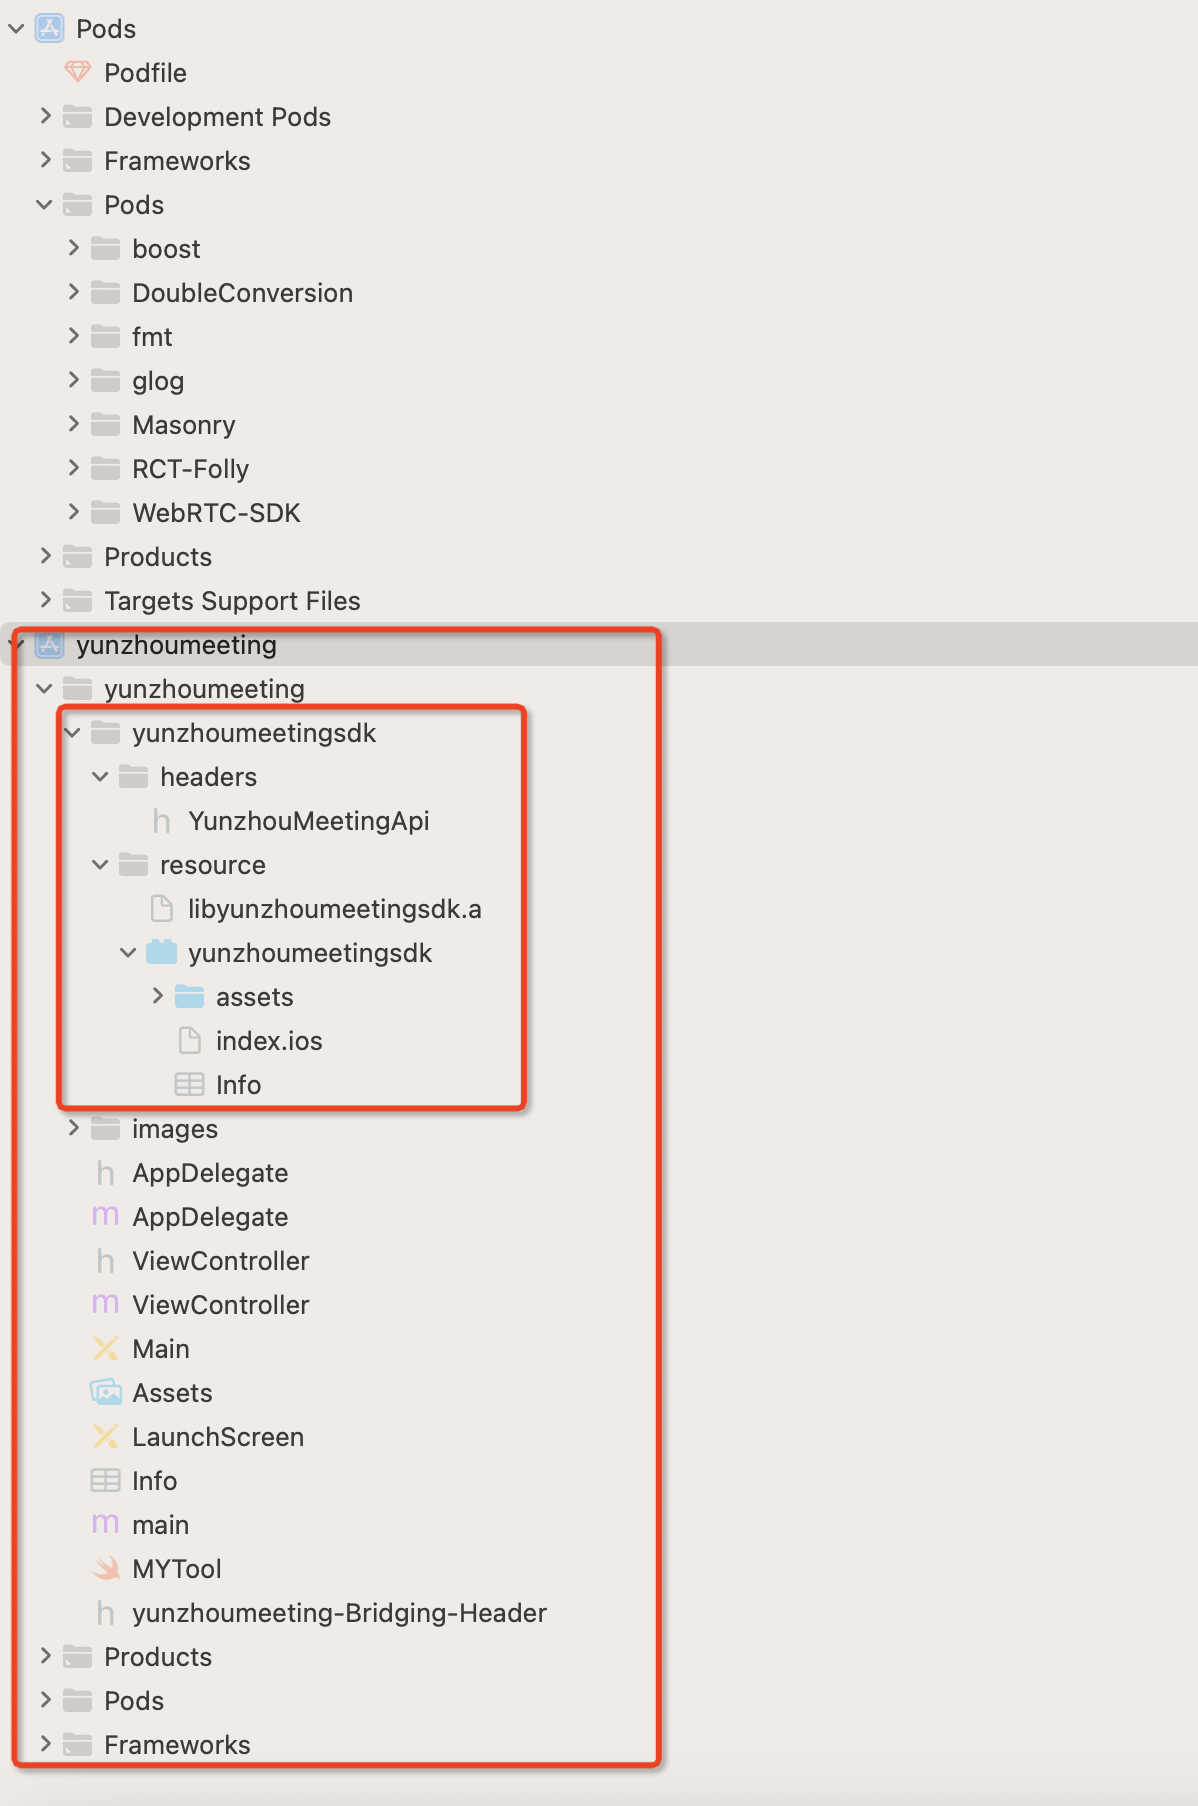 Pods
Podfile
Development Pods
Frameworks
Pods
boost
DoubleConversion
fmt
glog
Masonry
RCT-Folly
WebRTC-SDK
Products
Targets Support Files
yunzhoumeeting
yunzhoumeeting
yunzhoumeetingsdk
headers
h YunzhouMeetingApi
resource
libyunzhoumeetingsdk.a
yunzhoumeetingsdk
assets
index.ios
Info
images
h AppDelegate
m AppDelegate
h ViewController
m ViewController
Main
Assets
LaunchScreen
Info
m main
MYTool
h yunzhoumeeting-Bridging-Header
Products
Pods
Frameworks